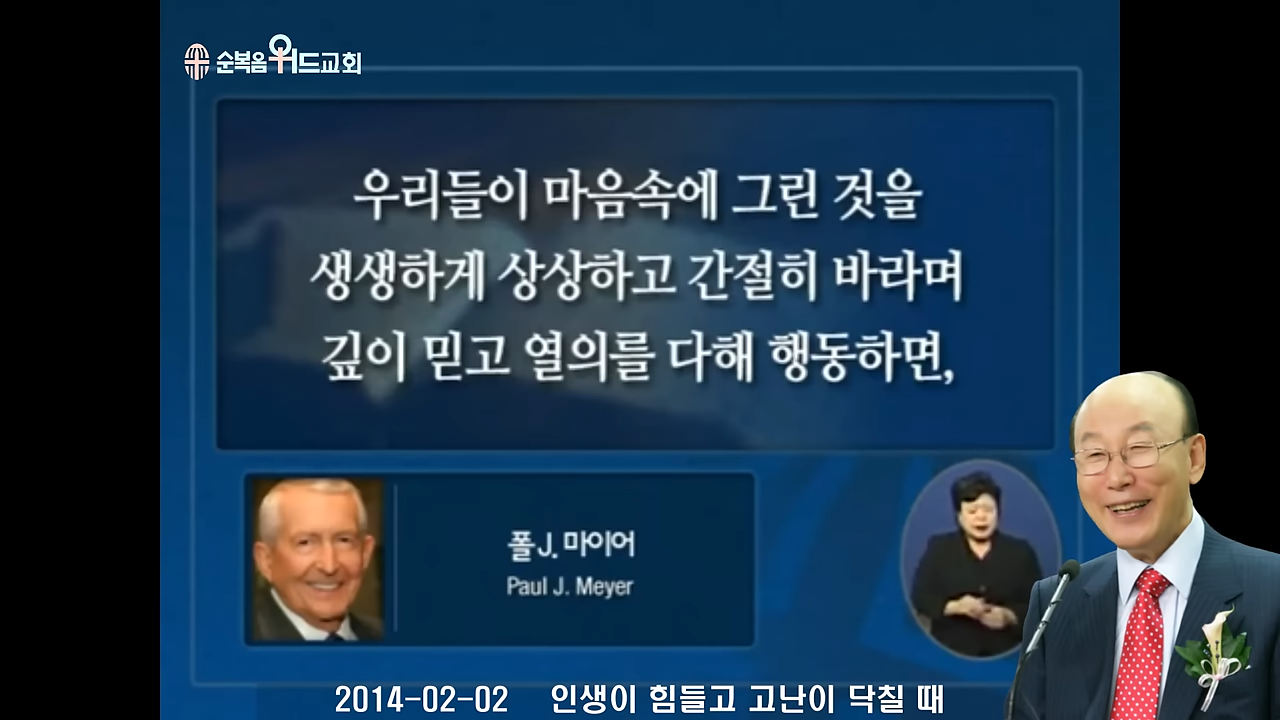 순복음워드교회
우리들이 마음속에 그린 것을
생생하게 상상하고 간절히 바라며
깊이 믿고 열의를 다해 행동하면,
폴 J. 마이어
Paul J. Meyer
2014-02-02 인생이 힘들고 고난이 닥칠 때